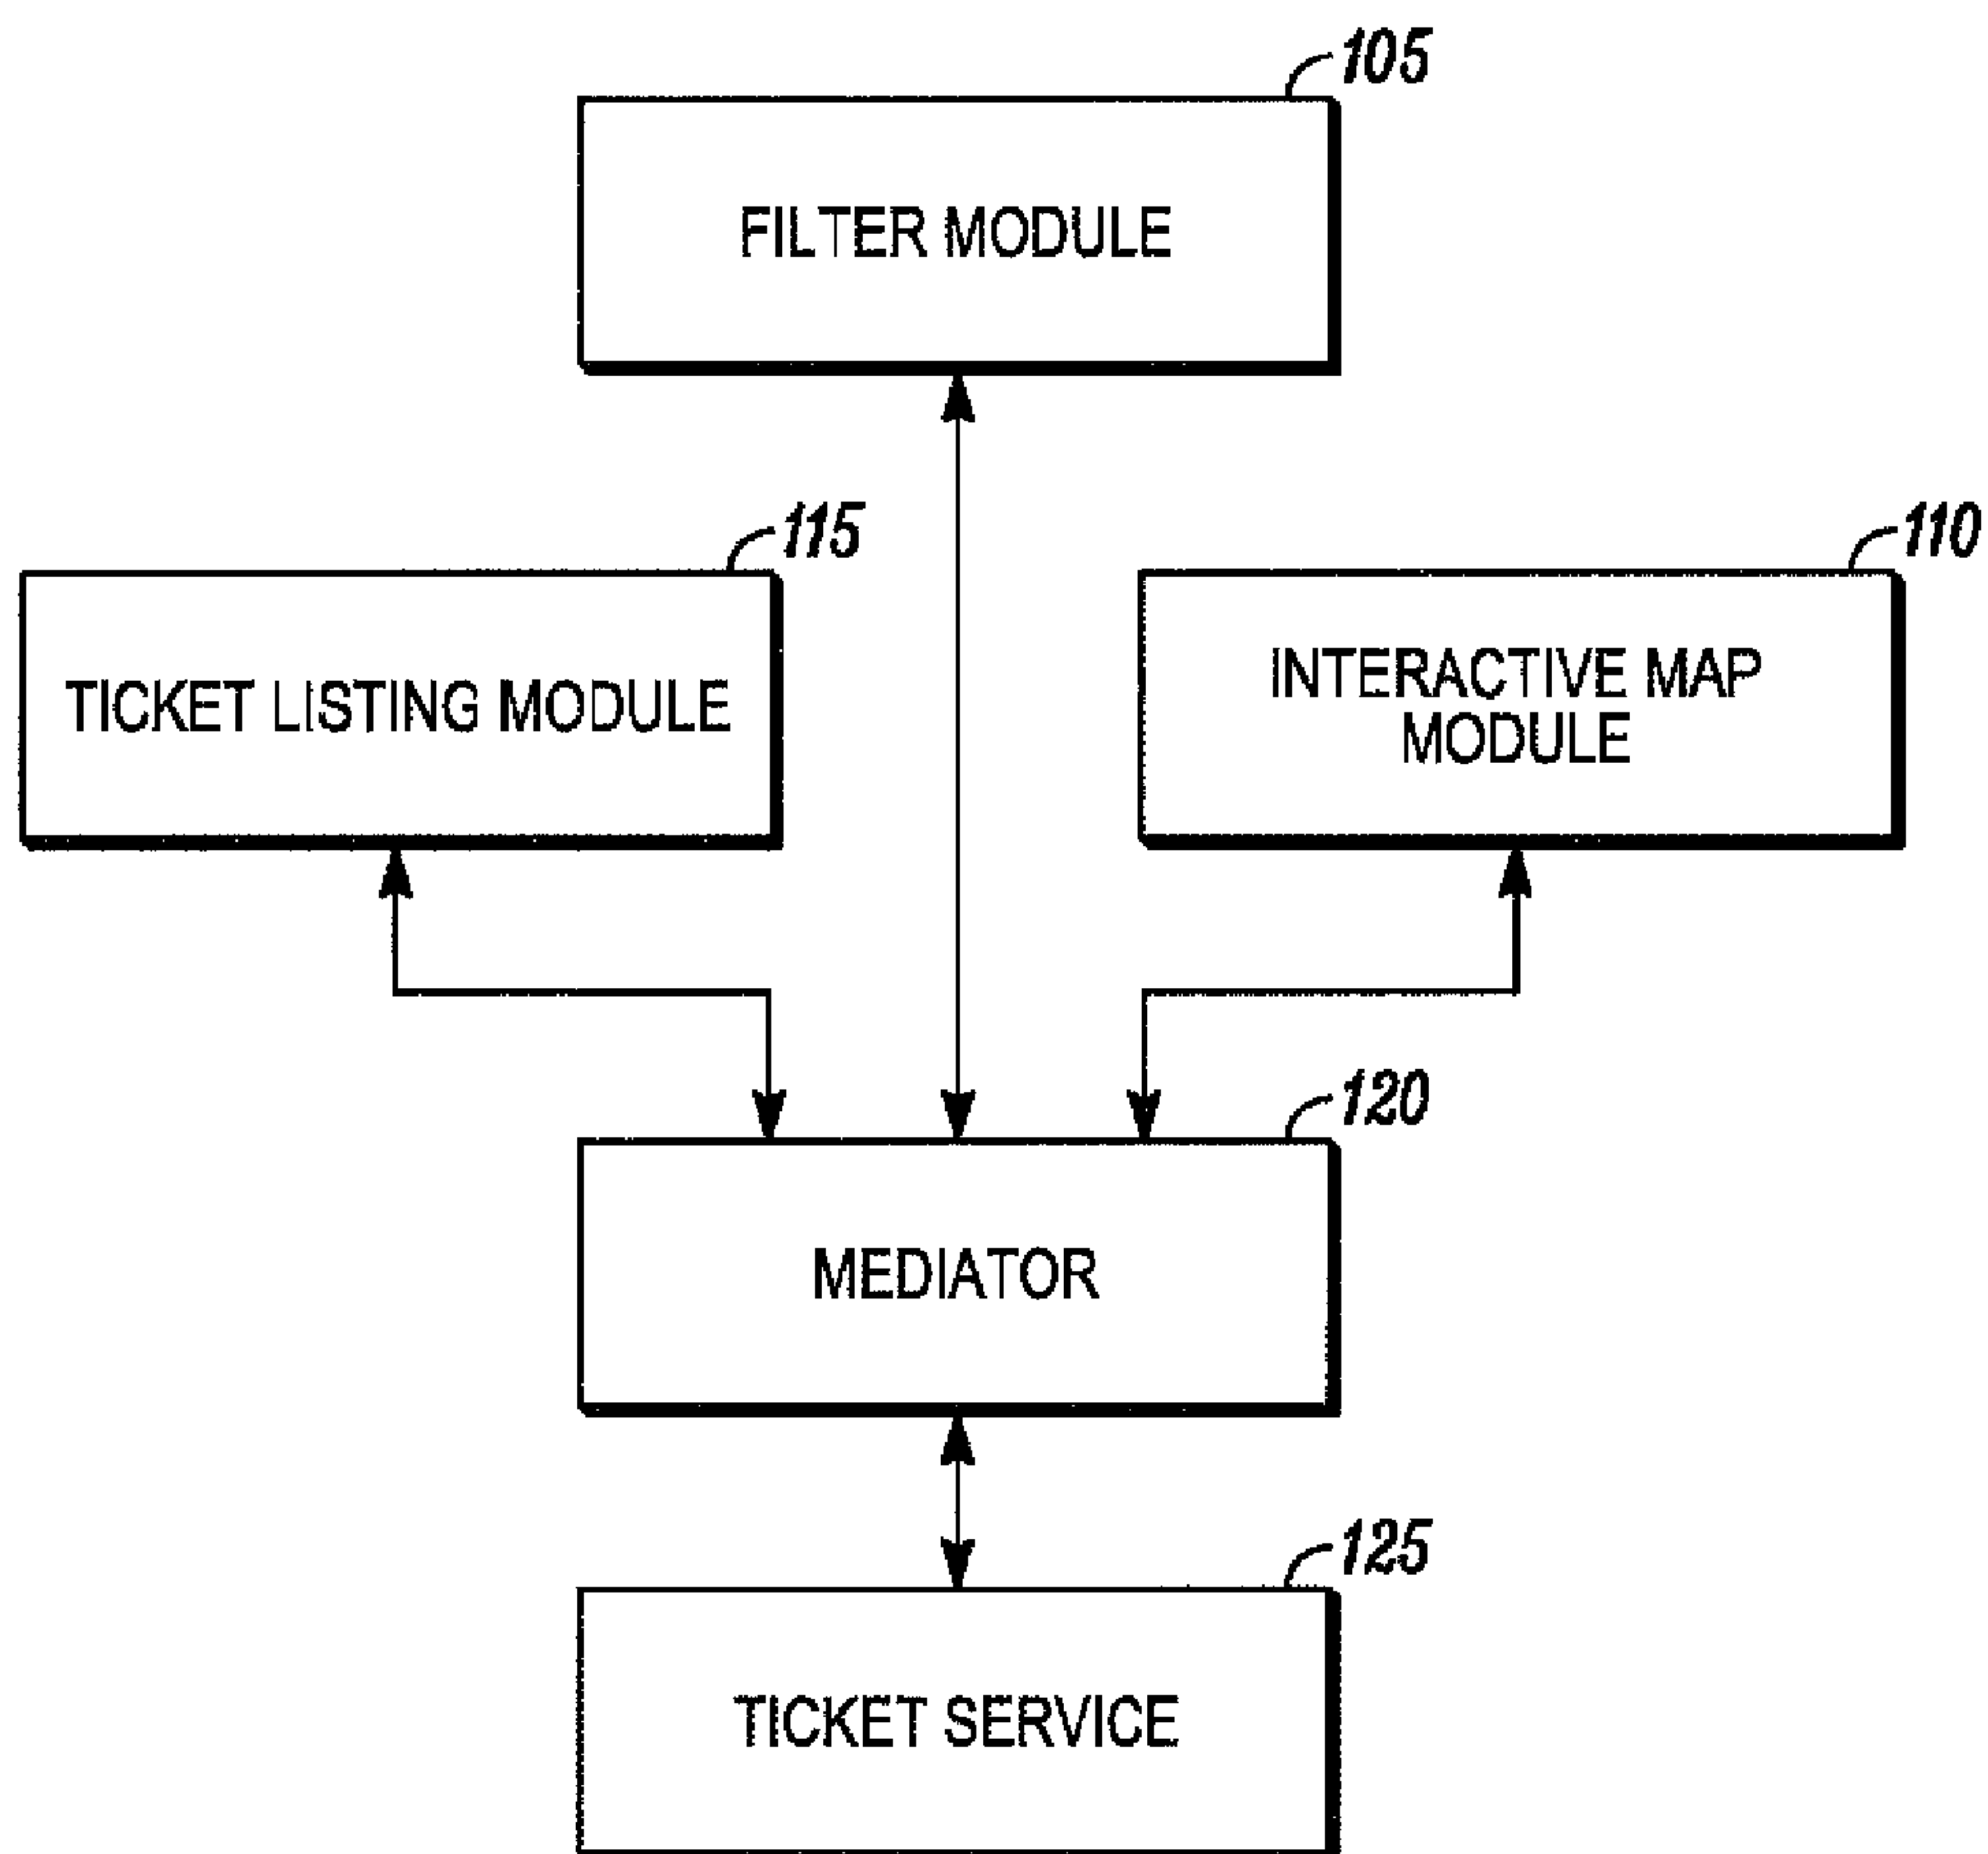 105
FILTER MODULE
115
110
TICKET LISTING MODULE
INTERACTIVE MAP
MODULE
120
MEDIATOR
125
TICKET SERVICE